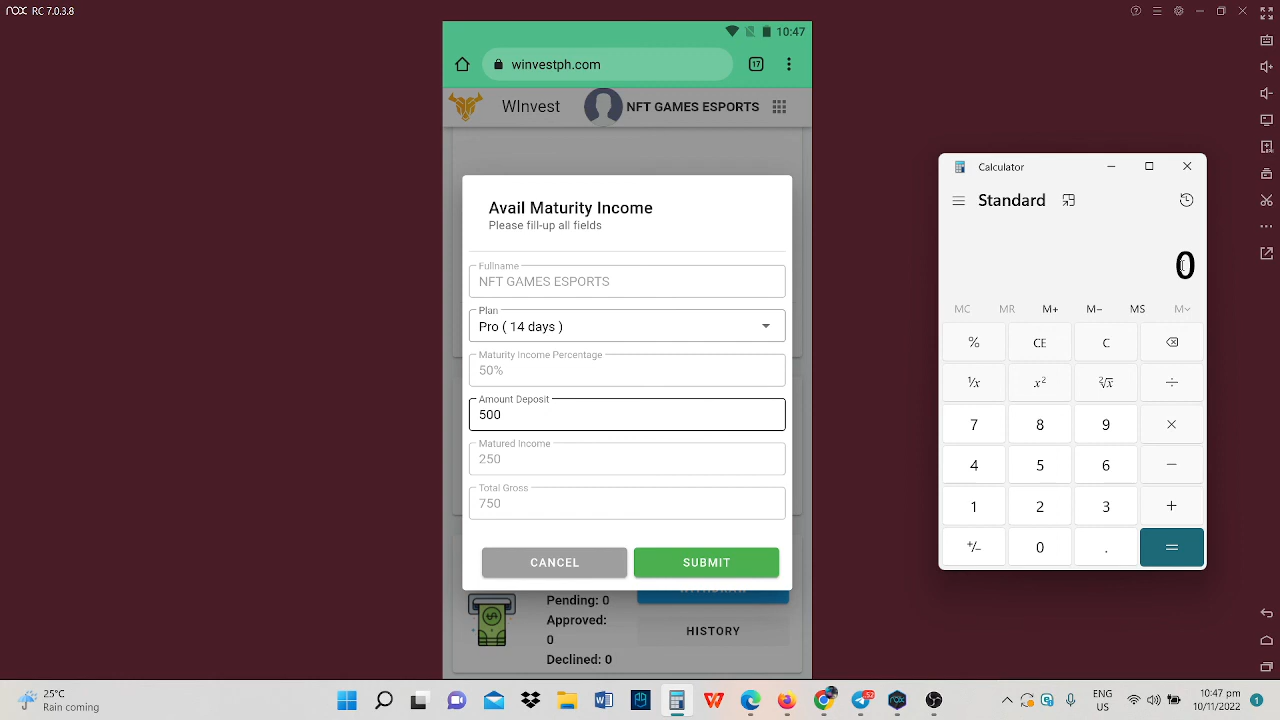 nox RC 7.0.3.8
10:47
winvestph.com
17
WInvest
NFT GAMES ESPORTS
Avail Maturity Income
Please fill-up all fields
Fullname
NFT GAMES ESPORTS
Plan
Pro ( 14 days )
Maturity Income Percentage
50%
Amount Deposit
500
Matured Income
250
Total Gross
750
CANCEL
SUBMIT
Pending: 0
Approved:
0
Declined: 0
HISTORY
Calculator
Standard
0
MC MR M+ M− MS M˅
% CE C
¹/x x² ²√x ÷
7 8 9 ×
4 5 6 −
1 2 3 +
+/− 0 . =
25°C
Rain coming
ENG
PH
10:47 pm
10/11/2022
1